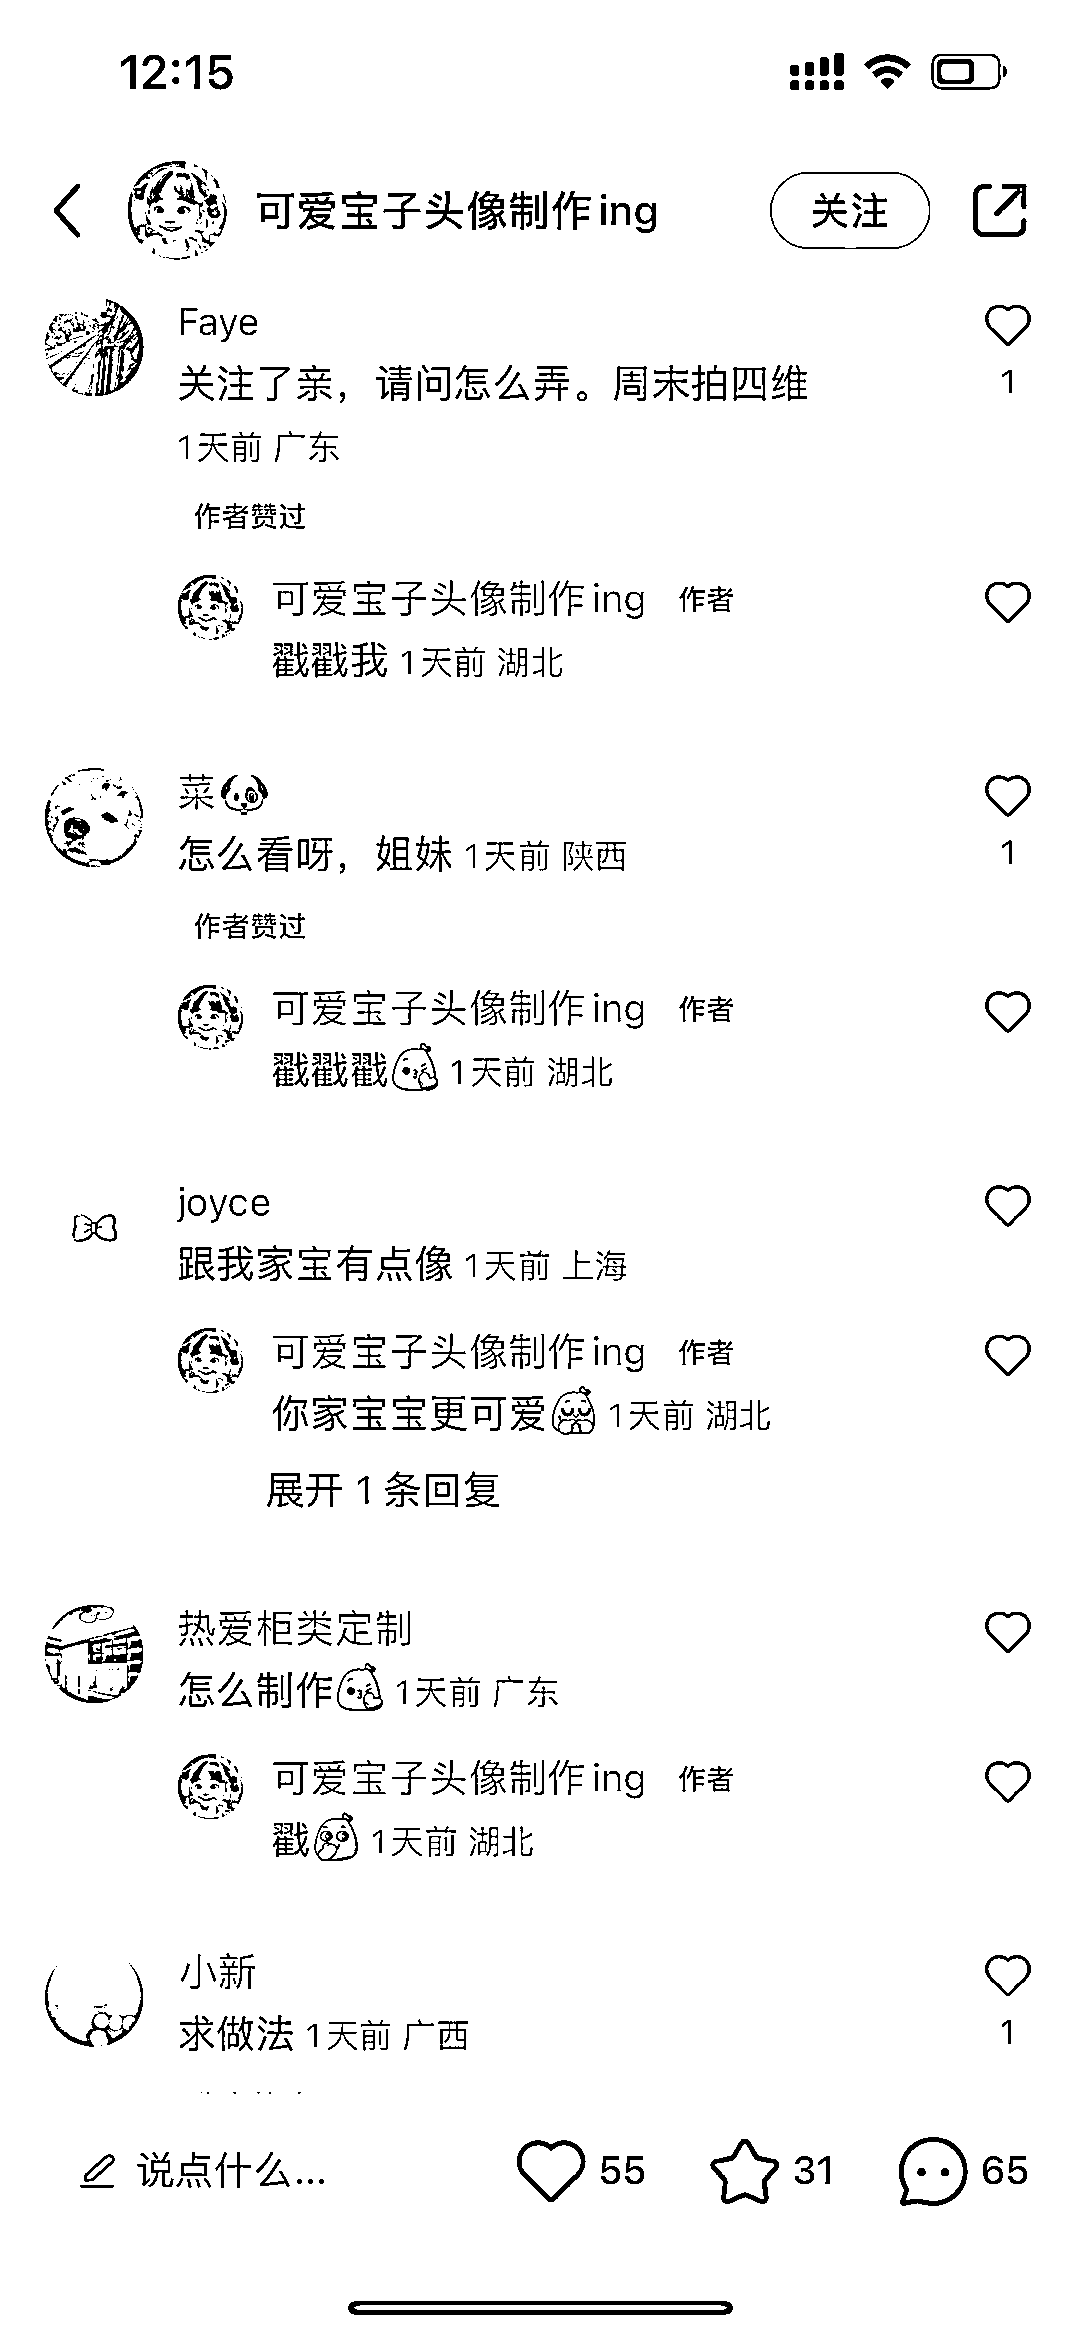 12:15
可爱宝子头像制作ing
关注
Faye
关注了亲，请问怎么弄。周末拍四维
1
1天前 广东
作者赞过
可爱宝子头像制作ing 作者
戳戳我 1天前 湖北
菜
怎么看呀，姐妹 1天前 陕西
1
作者赞过
可爱宝子头像制作ing 作者
戳戳戳 1天前 湖北
joyce
跟我家宝有点像 1天前 上海
可爱宝子头像制作ing 作者
你家宝宝更可爱 1天前 湖北
展开 1 条回复
热爱柜类定制
怎么制作 1天前 广东
可爱宝子头像制作ing 作者
戳 1天前 湖北
小新
求做法 1天前 广西
1
说点什么...
55
31
65